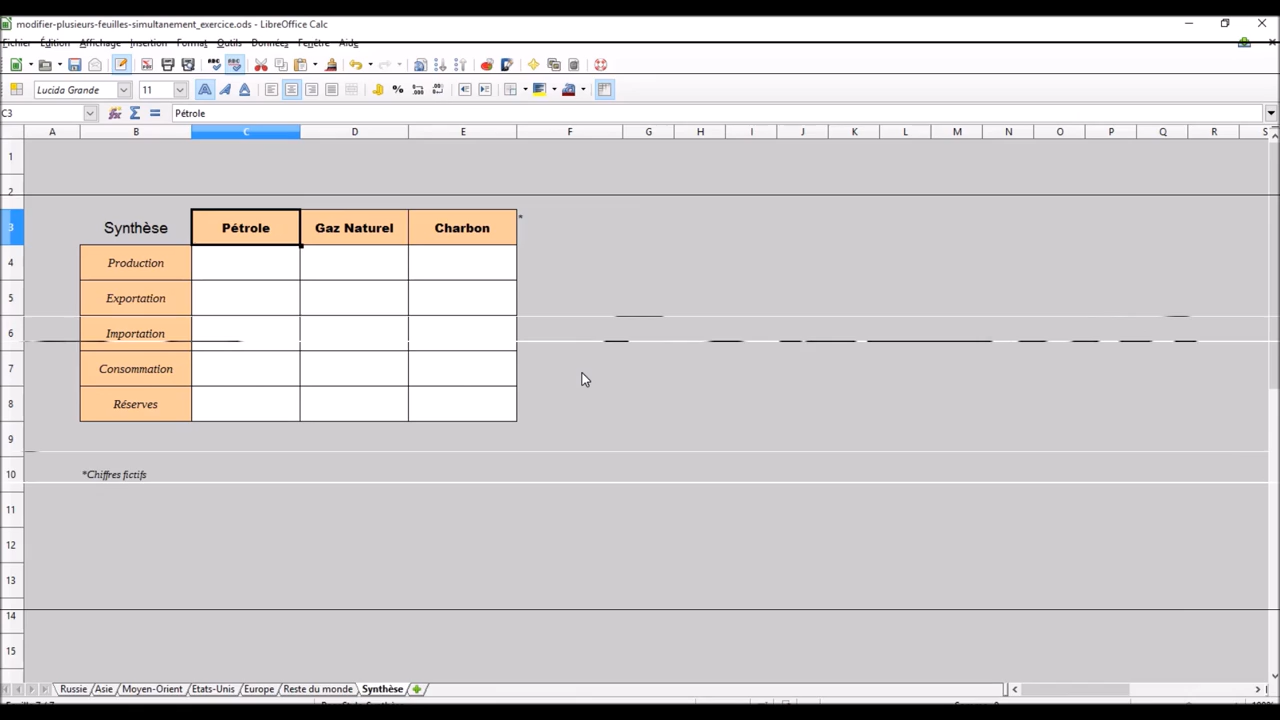 modifier-plusieurs-feuilles-simultanement_exercice.ods - LibreOffice Calc
Fichier Édition Affichage Insertion Format Outils Données Fenêtre Aide
Lucida Grande 11
C3 Pétrole
A B C D E F G H I J K L M N O P Q R S
1
2
3 Synthèse Pétrole Gaz Naturel Charbon *
4 Production
5 Exportation
6 Importation
7 Consommation
8 Réserves
9
10 *Chiffres fictifs
11
12
13
14
15
Russie Asie Moyen-Orient Etats-Unis Europe Reste du monde Synthèse